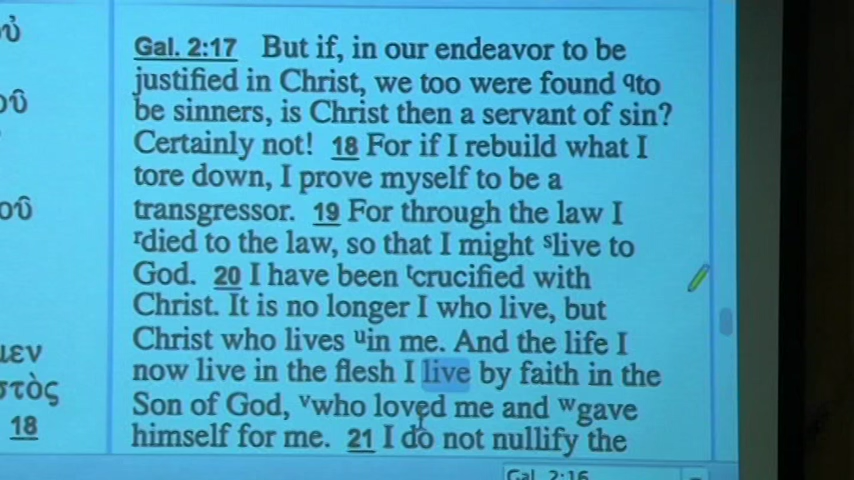 ὐ
οῦ
οῦ
μεν
στὸς
18
Gal. 2:17 But if, in our endeavor to be
justified in Christ, we too were found qto
be sinners, is Christ then a servant of sin?
Certainly not! 18 For if I rebuild what I
tore down, I prove myself to be a
transgressor. 19 For through the law I
rdied to the law, so that I might slive to
God. 20 I have been tcrucified with
Christ. It is no longer I who live, but
Christ who lives uin me. And the life I
now live in the flesh I live by faith in the
Son of God, vwho loved me and wgave
himself for me. 21 I do not nullify the
Gal. 2:16